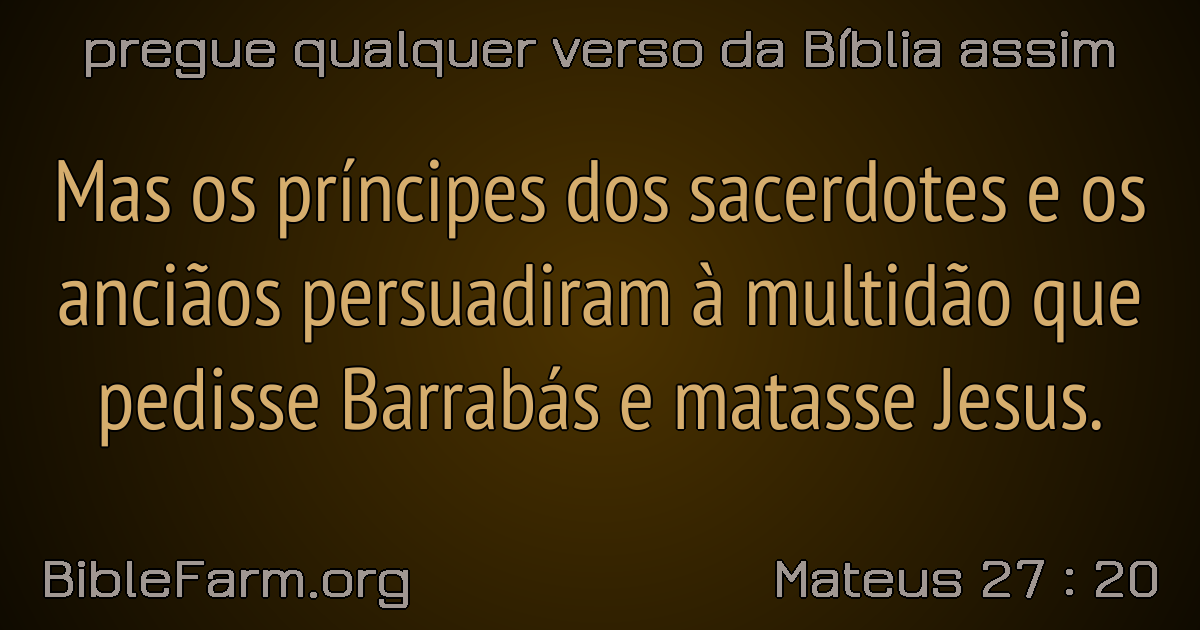 pregue qualquer verso da Bíblia assim
Mas os príncipes dos sacerdotes e os
anciãos persuadiram à multidão que
pedisse Barrabás e matasse Jesus.
BibleFarm.org
Mateus 27 : 20